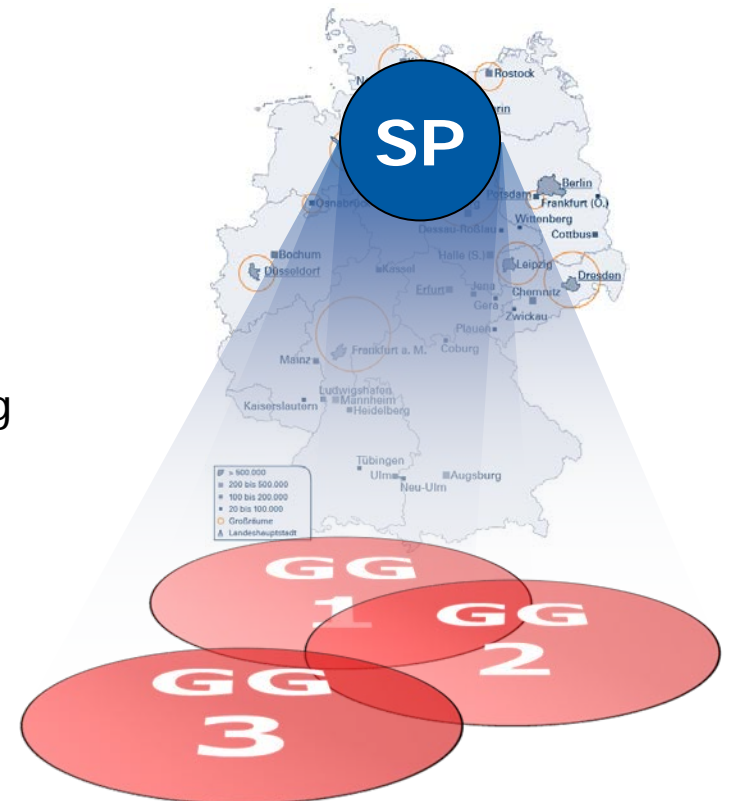 Rostock
SP
Berlin
Potsdam
Frankfurt (O.)
Osnabrück
Wittenberg
Dessau-Roßlau
Cottbus
Bochum
Halle (S.)
Leipzig
Düsseldorf
Kassel
Dresden
Erfurt
Jena
Chemnitz
Gera
Zwickau
Plauen
Frankfurt a. M.
Coburg
Mainz
Ludwigshafen
Mannheim
Kaiserslautern
Heidelberg
g
Tübingen
Ulm
Augsburg
Neu-Ulm
> 500.000
200 bis 500.000
100 bis 200.000
20 bis 100.000
Großräume
Landeshauptstadt
GG
1
GG
2
GG
3